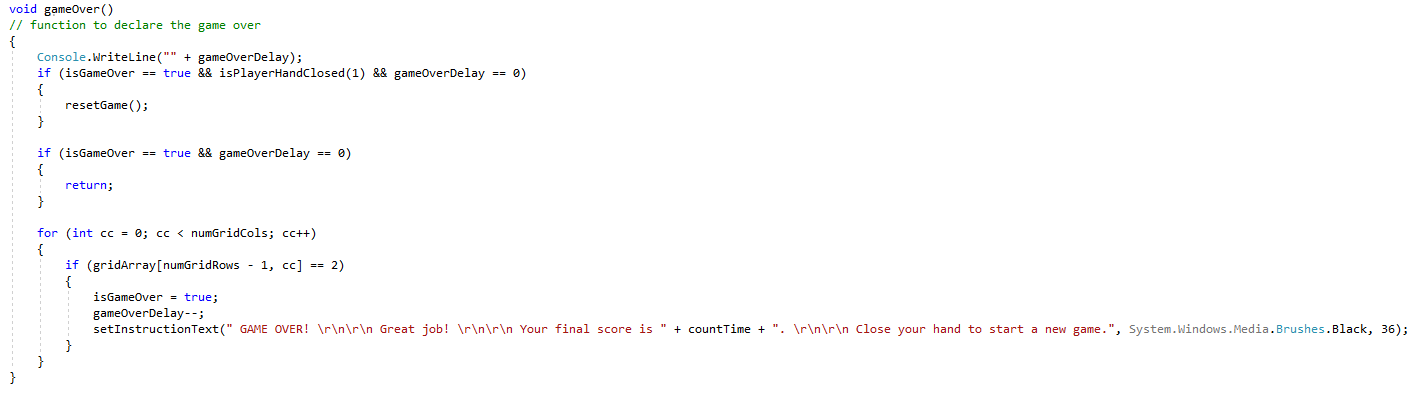 void gameOver()
// function to declare the game over
{
    Console.WriteLine("" + gameOverDelay);
    if (isGameOver == true && isPlayerHandClosed(1) && gameOverDelay == 0)
    {
        resetGame();
    }

    if (isGameOver == true && gameOverDelay == 0)
    {
        return;
    }

    for (int cc = 0; cc < numGridCols; cc++)
    {
        if (gridArray[numGridRows - 1, cc] == 2)
        {
            isGameOver = true;
            gameOverDelay--;
            setInstructionText(" GAME OVER! \r\n\r\n Great job! \r\n\r\n Your final score is " + countTime + ". \r\n\r\n Close your hand to start a new game.", System.Windows.Media.Brushes.Black, 36);
        }
    }
}